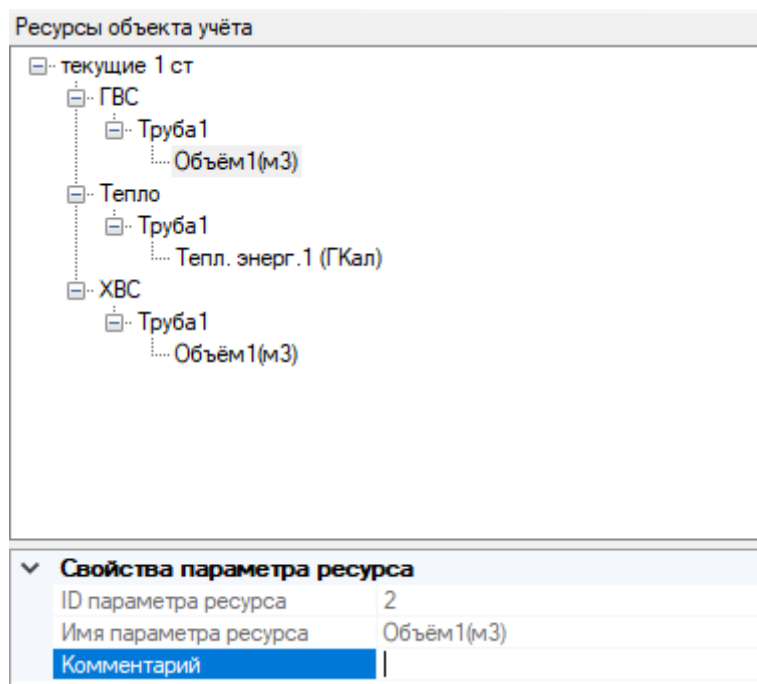 Ресурсы объекта учёта
текущие 1 ст
ГВС
Труба1
Объём1(м3)
Тепло
Труба1
Тепл. энерг.1 (ГКал)
ХВС
Труба1
Объём1(м3)
Свойства параметра ресурса
ID параметра ресурса 2
Имя параметра ресурса Объём1(м3)
Комментарий